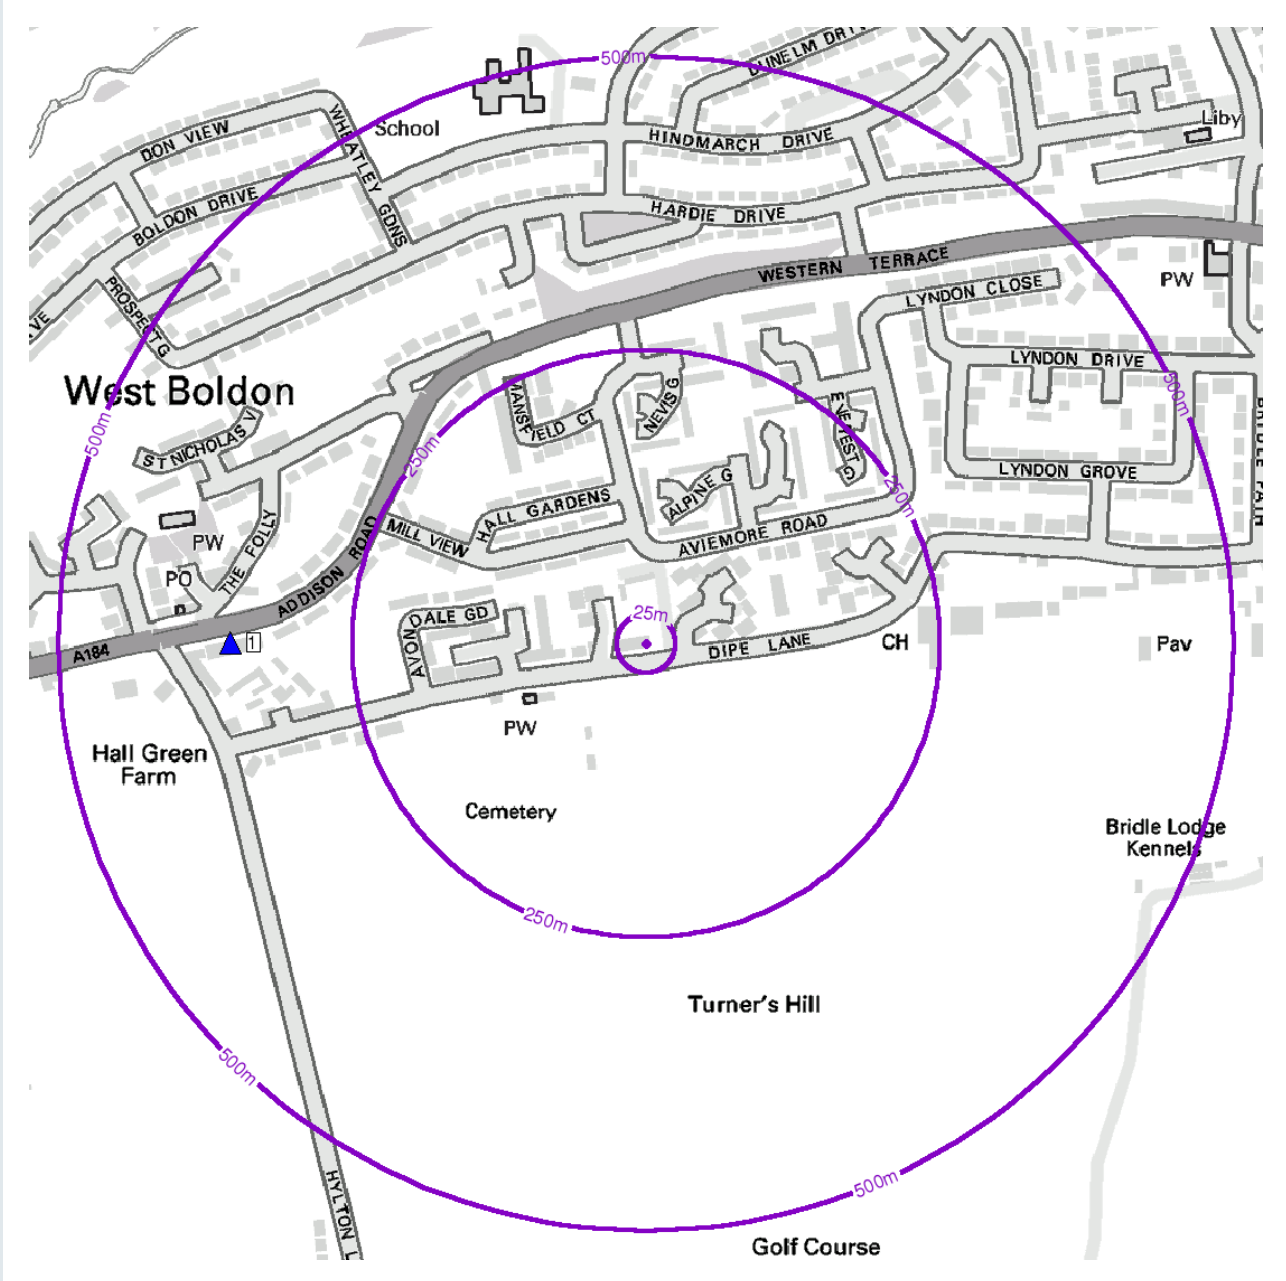 500m
DUNELM DRI
School
Liby
DON VIEW
WHEATLEY GDNS
HINDMARCH DRIVE
BOLDON DRIVE
HARDIE DRIVE
WESTERN TERRACE
PW
PROSPECT G
VE
LYNDON CLOSE
LYNDON DRIVE
West Boldon
500m
500m
MANSFIELD CT
NEVIS G
EVEREST G
BRIDLE PATH
ST NICHOLAS V
250m
LYNDON GROVE
ALPINE G
250m
HALL GARDENS
PW
THE FOLLY
MILL VIEW
AVIEMORE ROAD
PO
ADDISON ROAD
25m
AVONDALE GD
1
A184
DIPE LANE
CH
Pav
PW
Hall Green
Farm
Cemetery
Bridle Lodge
Kennels
250m
Turner's Hill
500m
500m
HYLTON L
Golf Course